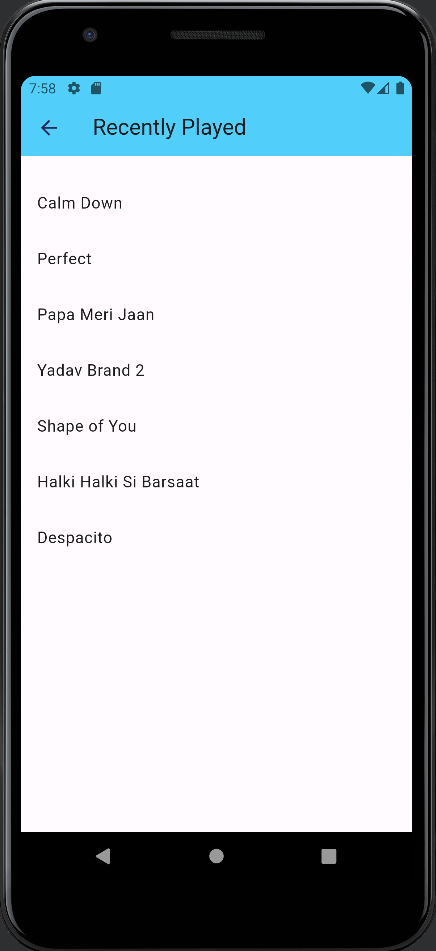 7:58
Recently Played
Calm Down
Perfect
Papa Meri Jaan
Yadav Brand 2
Shape of You
Halki Halki Si Barsaat
Despacito